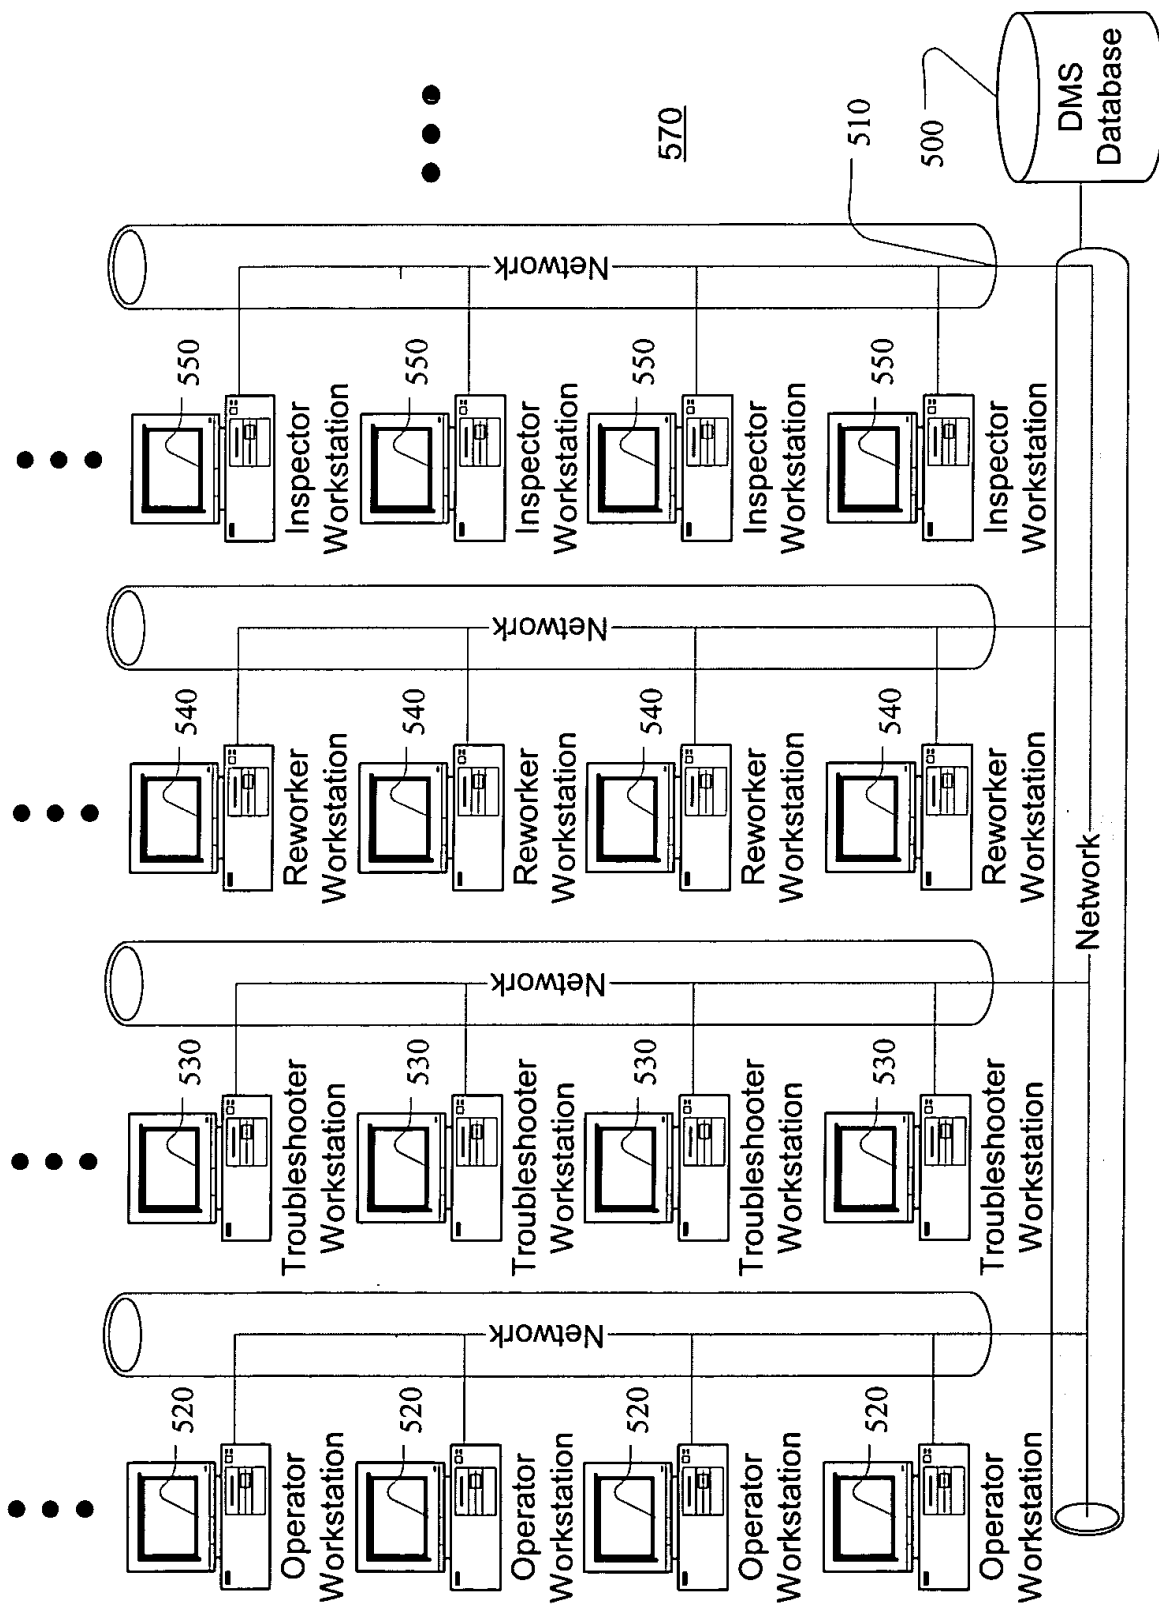 520
530
540
550
Operator
Workstation
Troubleshooter
Workstation
Reworker
Workstation
Inspector
Workstation
520
530
540
550
Operator
Workstation
Troubleshooter
Workstation
Reworker
Workstation
Inspector
Workstation
Network
Network
Network
Network
520
530
540
550
570
Operator
Workstation
Troubleshooter
Workstation
Reworker
Workstation
Inspector
Workstation
520
530
540
550
510
500
Operator
Workstation
Troubleshooter
Workstation
Reworker
Workstation
Inspector
Workstation
Network
DMS
Database